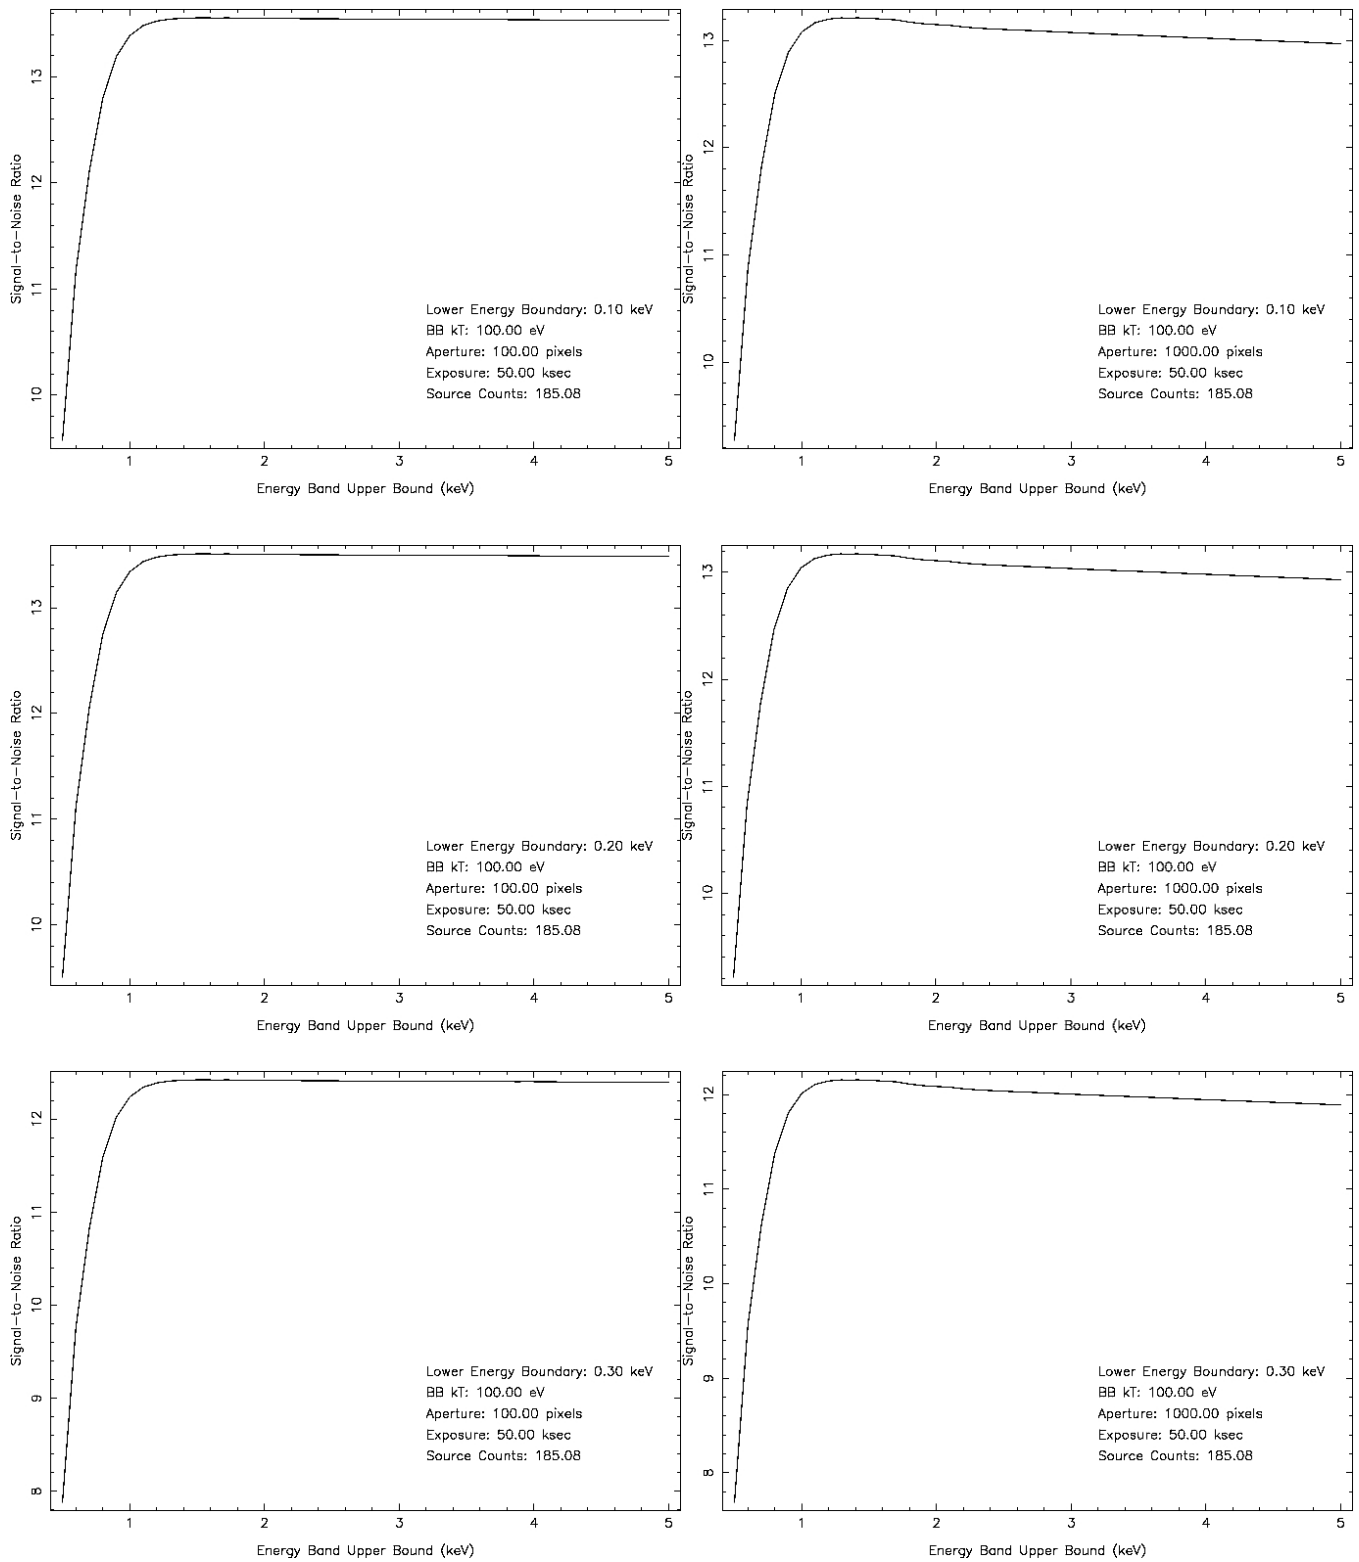 13
12
11
10
Signal-to-Noise Ratio
Lower Energy Boundary: 0.10 keV
BB kT: 100.00 eV
Aperture: 100.00 pixels
Exposure: 50.00 ksec
Source Counts: 185.08
1 2 3 4 5
Energy Band Upper Bound (keV)
13
12
11
10
Signal-to-Noise Ratio
Lower Energy Boundary: 0.10 keV
BB kT: 100.00 eV
Aperture: 1000.00 pixels
Exposure: 50.00 ksec
Source Counts: 185.08
1 2 3 4 5
Energy Band Upper Bound (keV)
13
12
11
10
Signal-to-Noise Ratio
Lower Energy Boundary: 0.20 keV
BB kT: 100.00 eV
Aperture: 100.00 pixels
Exposure: 50.00 ksec
Source Counts: 185.08
1 2 3 4 5
Energy Band Upper Bound (keV)
13
12
11
10
Signal-to-Noise Ratio
Lower Energy Boundary: 0.20 keV
BB kT: 100.00 eV
Aperture: 1000.00 pixels
Exposure: 50.00 ksec
Source Counts: 185.08
1 2 3 4 5
Energy Band Upper Bound (keV)
12
11
10
9
8
Signal-to-Noise Ratio
Lower Energy Boundary: 0.30 keV
BB kT: 100.00 eV
Aperture: 100.00 pixels
Exposure: 50.00 ksec
Source Counts: 185.08
1 2 3 4 5
Energy Band Upper Bound (keV)
12
11
10
9
8
Signal-to-Noise Ratio
Lower Energy Boundary: 0.30 keV
BB kT: 100.00 eV
Aperture: 1000.00 pixels
Exposure: 50.00 ksec
Source Counts: 185.08
1 2 3 4 5
Energy Band Upper Bound (keV)